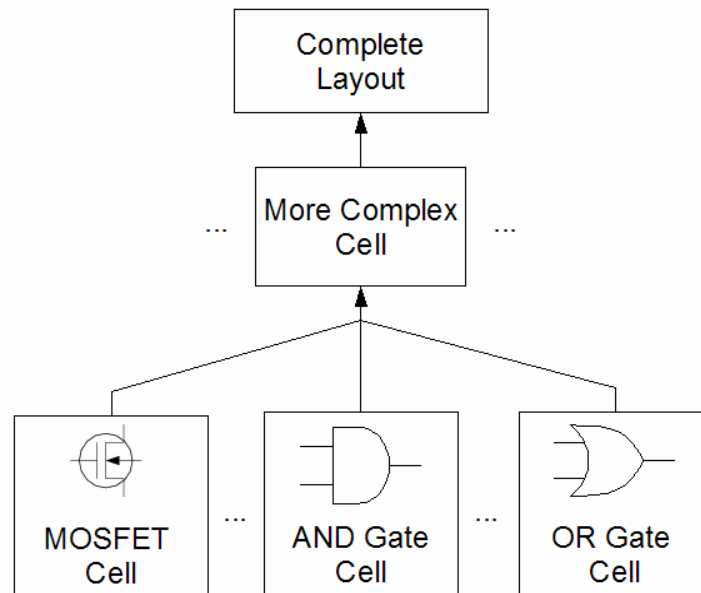 Complete
Layout
More Complex
Cell
...
...
MOSFET
Cell
...
AND Gate
Cell
...
OR Gate
Cell